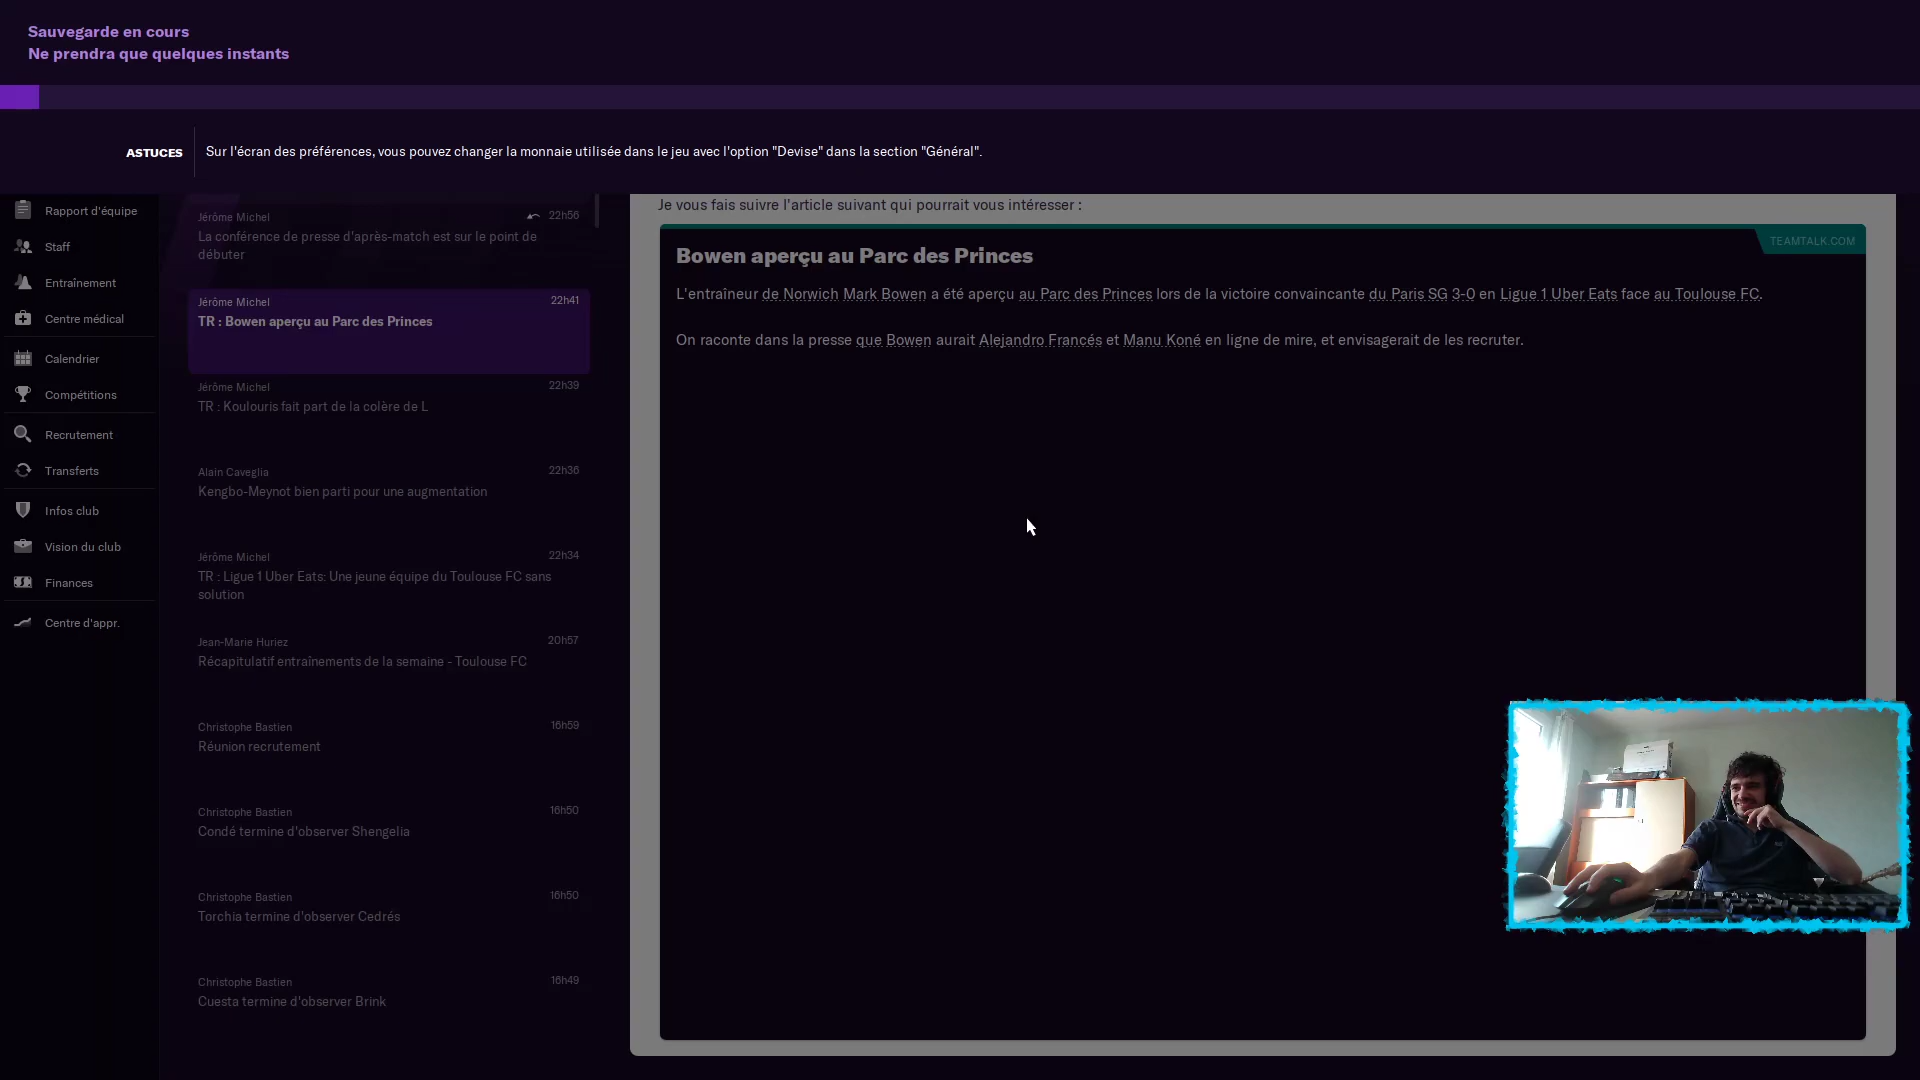 Sauvegarde en cours
Ne prendra que quelques instants
ASTUCES
Sur l'écran des préférences, vous pouvez changer la monnaie utilisée dans le jeu avec l'option "Devise" dans la section "Général".
Rapport d'équipe
Staff
Entraînement
Centre médical
Calendrier
Compétitions
Recrutement
Transferts
Infos club
Vision du club
Finances
Centre d'appr.
Jérôme Michel
22h56
La conférence de presse d'après-match est sur le point de
débuter
Jérôme Michel
22h41
TR : Bowen aperçu au Parc des Princes
Jérôme Michel
22h39
TR : Koulouris fait part de la colère de L
Alain Caveglia
22h36
Kengbo-Meynot bien parti pour une augmentation
Jérôme Michel
22h34
TR : Ligue 1 Uber Eats: Une jeune équipe du Toulouse FC sans
solution
Jean-Marie Huriez
20h57
Récapitulatif entraînements de la semaine - Toulouse FC
Christophe Bastien
16h59
Réunion recrutement
Christophe Bastien
16h50
Condé termine d'observer Shengelia
Christophe Bastien
16h50
Torchia termine d'observer Cedrés
Christophe Bastien
16h49
Cuesta termine d'observer Brink
Je vous fais suivre l'article suivant qui pourrait vous intéresser :
TEAMTALK.COM
Bowen aperçu au Parc des Princes
L'entraîneur de Norwich Mark Bowen a été aperçu au Parc des Princes lors de la victoire convaincante du Paris SG 3-0 en Ligue 1 Uber Eats face au Toulouse FC.
On raconte dans la presse que Bowen aurait Alejandro Francés et Manu Koné en ligne de mire, et envisagerait de les recruter.